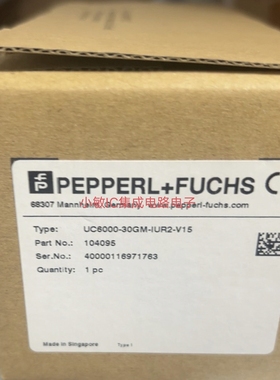 PEPPERL+FUCHS C
68307 Mannheim, Germany, www.pepperl-fuchs.com
小敏IC集成电路电子
Type: UC6000-30GM-IUR2-V15
Part No.: 104095
Ser.No.: 40000116971763
Quantity: 1 pc
Made in Singapore Type I